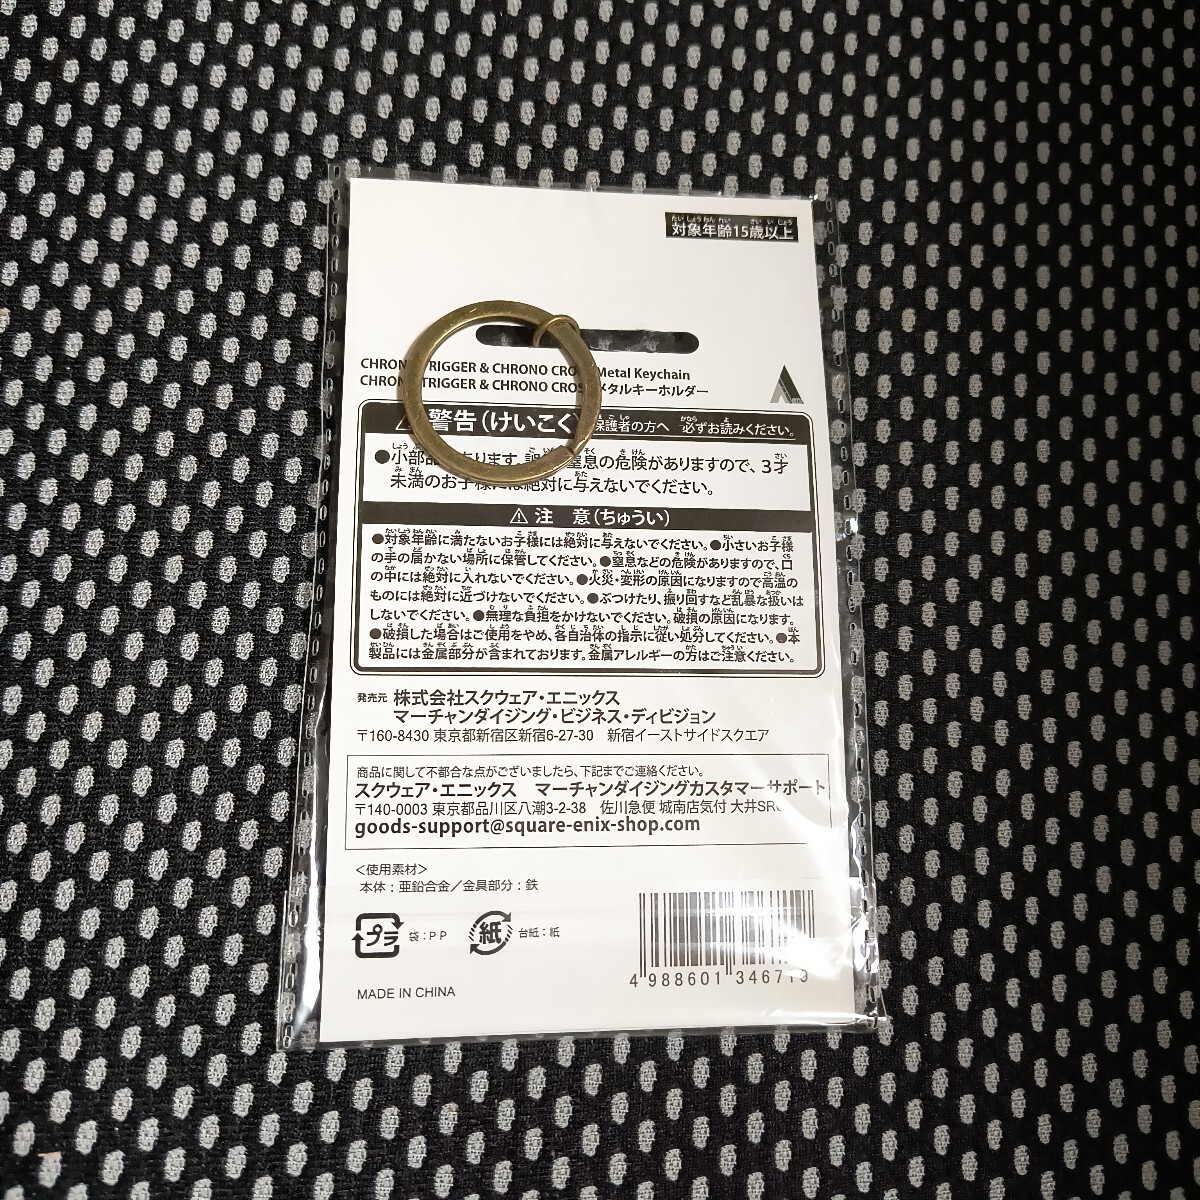 対象年齢15歳以上
CHRONO TRIGGER & CHRONO CROSS Metal Keychain
CHRONO TRIGGER & CHRONO CROSS メタルキーホルダー
警告(けいこく) 保護者の方へ 必ずお読みください。
●小部品があります。誤飲・窒息の危険がありますので、3才
未満のお子様には絶対に与えないでください。
注 意(ちゅうい)
●対象年齢に満たないお子様には絶対に与えないでください。●小さいお子様
の手の届かない場所に保管してください。●窒息などの危険がありますので、口
の中には絶対に入れないでください。●火災・変形の原因になりますので高温の
ものには絶対に近づけないでください。●ぶつけたり、振り回すなど乱暴な扱いは
しないでください。●無理な負担をかけないでください。破損の原因になります。
●破損した場合はご使用をやめ、各自治体の指示に従い処分してください。●本
製品には金属部分が含まれております。金属アレルギーの方はご注意ください。
発売元 株式会社スクウェア・エニックス
マーチャンダイジング・ビジネス・ディビジョン
〒160-8430 東京都新宿区新宿6-27-30 新宿イーストサイドスクエア
商品に関して不都合な点がございましたら、下記までご連絡ください。
スクウェア・エニックス マーチャンダイジングカスタマーサポート
〒140-0003 東京都品川区八潮3-2-38 佐川急便 城南店気付 大井SRC
goods-support@square-enix-shop.com
<使用素材>
本体:亜鉛合金/金具部分:鉄
プラ 袋:PP 紙 台紙:紙
4 988601 346719
MADE IN CHINA